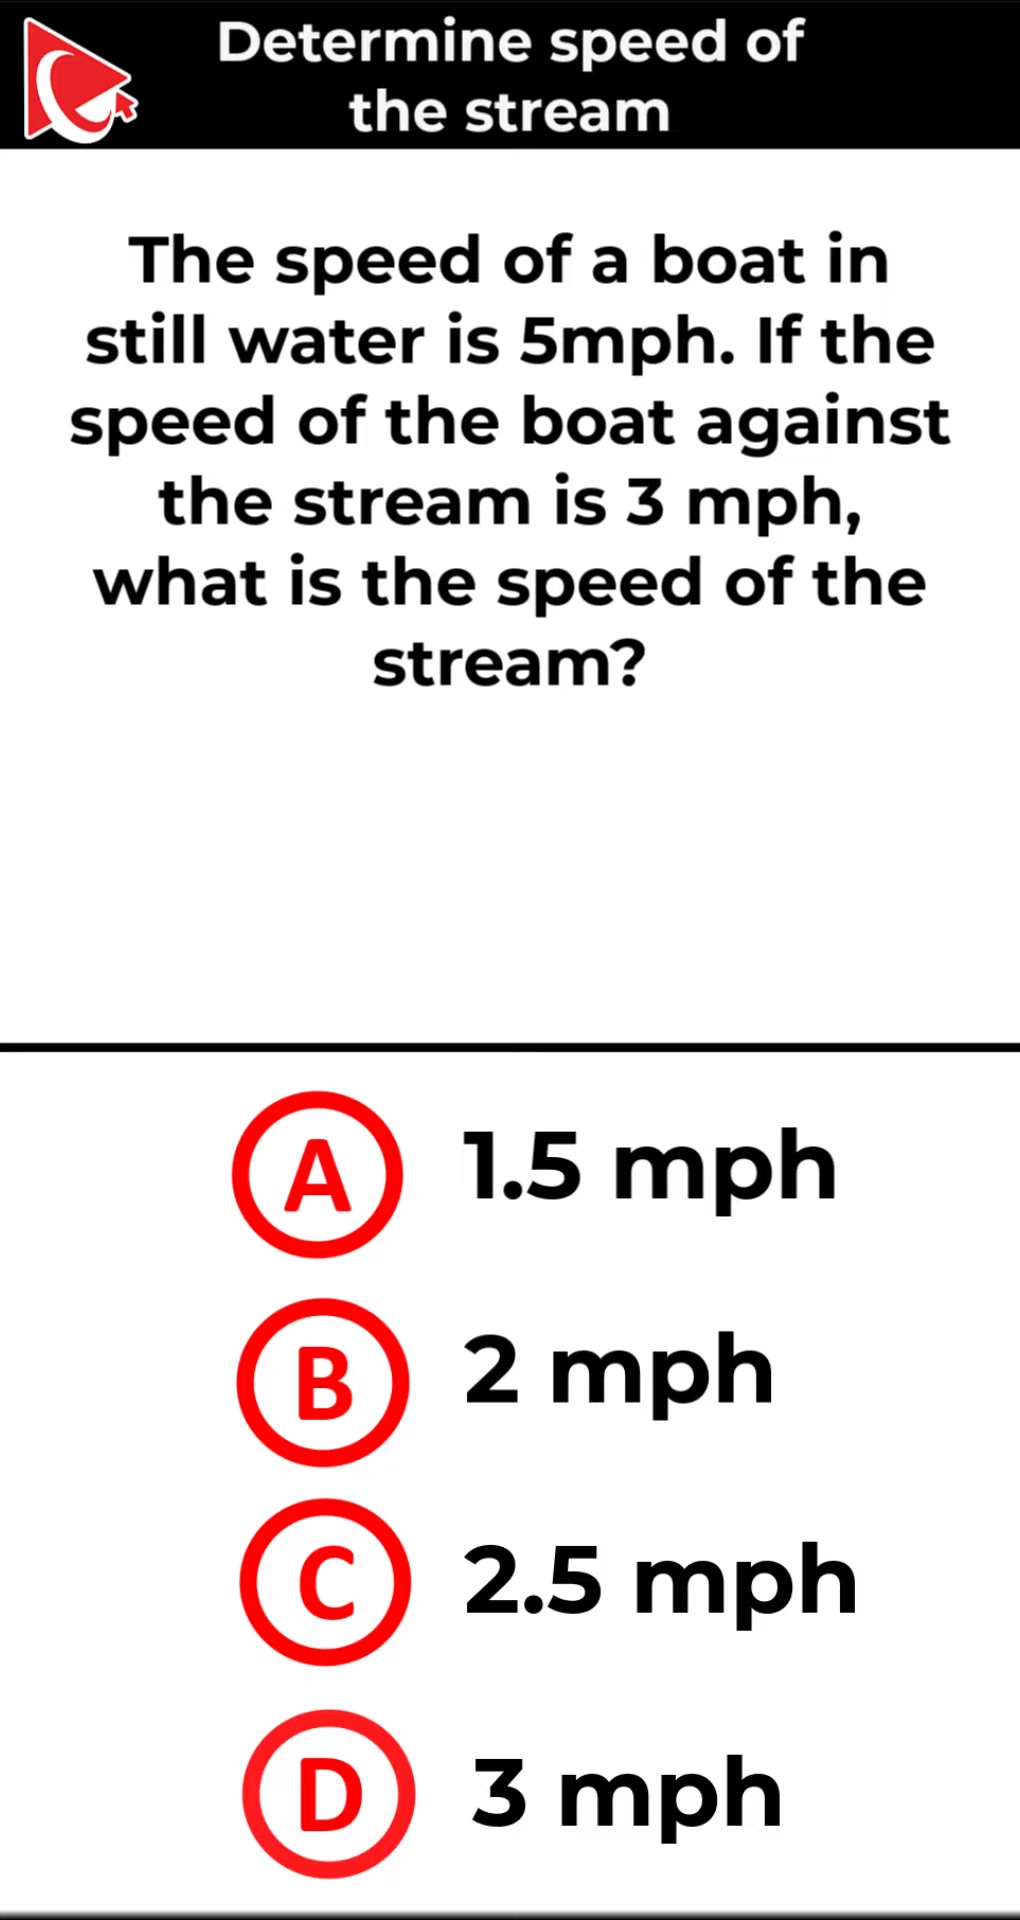 Determine speed of
the stream
The speed of a boat in
still water is 5mph. If the
speed of the boat against
the stream is 3 mph,
what is the speed of the
stream?
A 1.5 mph
B 2 mph
C 2.5 mph
D 3 mph